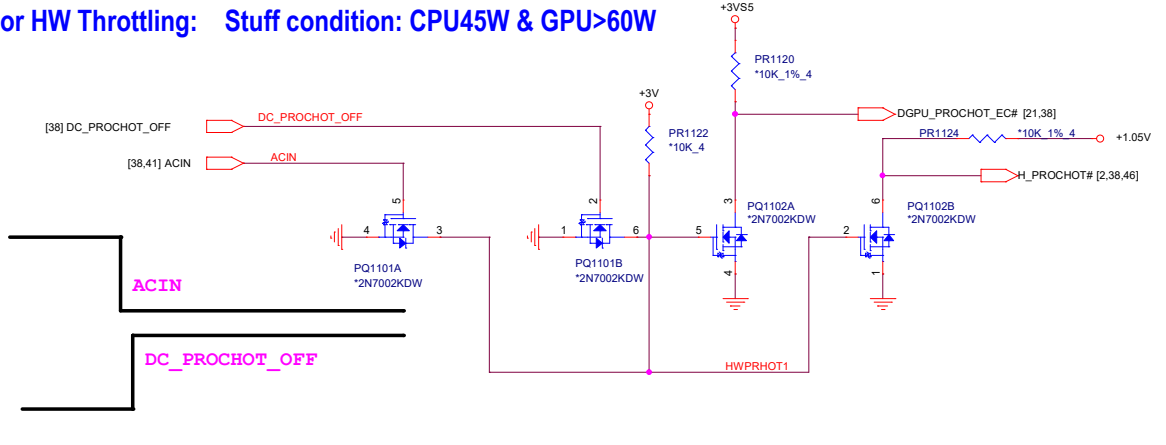 or HW Throttling: Stuff condition: CPU45W & GPU>60W
+3VS5
PR1120
*10K_1%_4
+3V
[38] DC_PROCHOT_OFF
DC_PROCHOT_OFF
DGPU_PROCHOT_EC# [21,38]
PR1122
*10K_4
PR1124
*10K_1%_4
+1.05V
[38,41] ACIN
ACIN
H_PROCHOT# [2,38,46]
5
2
3
6
PQ1102A
*2N7002KDW
PQ1102B
*2N7002KDW
4
3
1
6
5
2
PQ1101A
*2N7002KDW
PQ1101B
*2N7002KDW
4
1
ACIN
DC_PROCHOT_OFF
HWPRHOT1